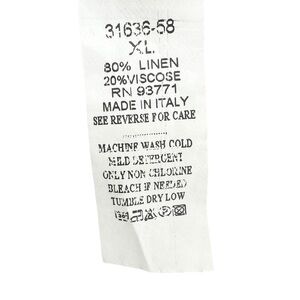 31636-58
XL.
80% LINEN
20%VISCOSE
RN 93771
MADE IN ITALY
SEE REVERSE FOR CARE
MACHINE WASH COLD
MILD DETERGENT
ONLY NON CHLORINE
BLEACH IF NEEDED
TUMBLE DRY LOW